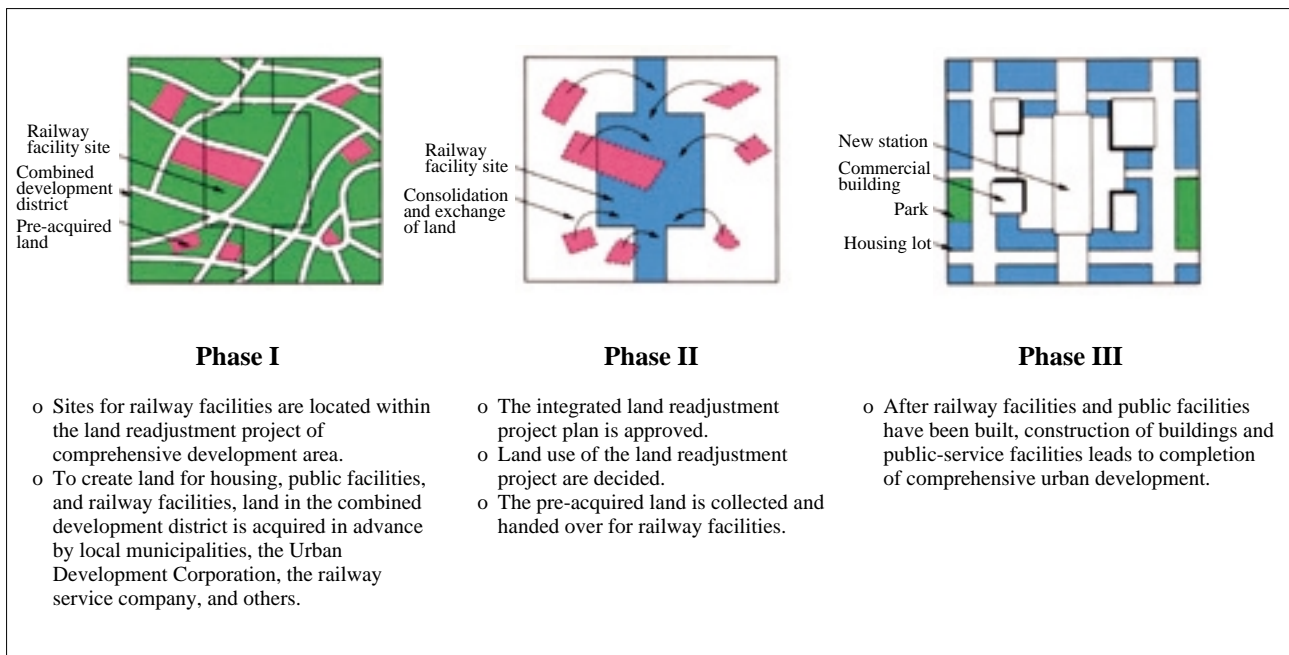 Railway
facility site
Combined
development
district
Pre-acquired
land
Railway
facility site
Consolidation
and exchange
of land
New station
Commercial
building
Park
Housing lot
Phase I
o Sites for railway facilities are located within
the land readjustment project of
comprehensive development area.
o To create land for housing, public facilities,
and railway facilities, land in the combined
development district is acquired in advance
by local municipalities, the Urban
Development Corporation, the railway
service company, and others.
Phase II
o The integrated land readjustment
project plan is approved.
o Land use of the land readjustment
project are decided.
o The pre-acquired land is collected and
handed over for railway facilities.
Phase III
o After railway facilities and public facilities
have been built, construction of buildings and
public-service facilities leads to completion
of comprehensive urban development.